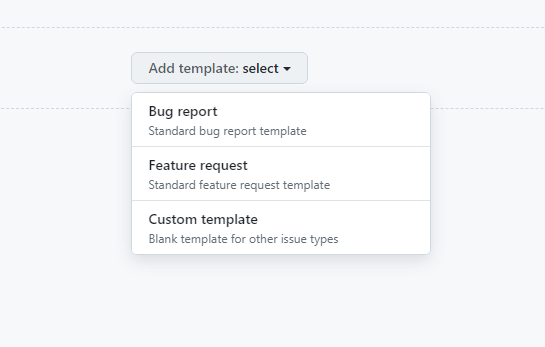 Add template: select
Bug report
Standard bug report template
Feature request
Standard feature request template
Custom template
Blank template for other issue types